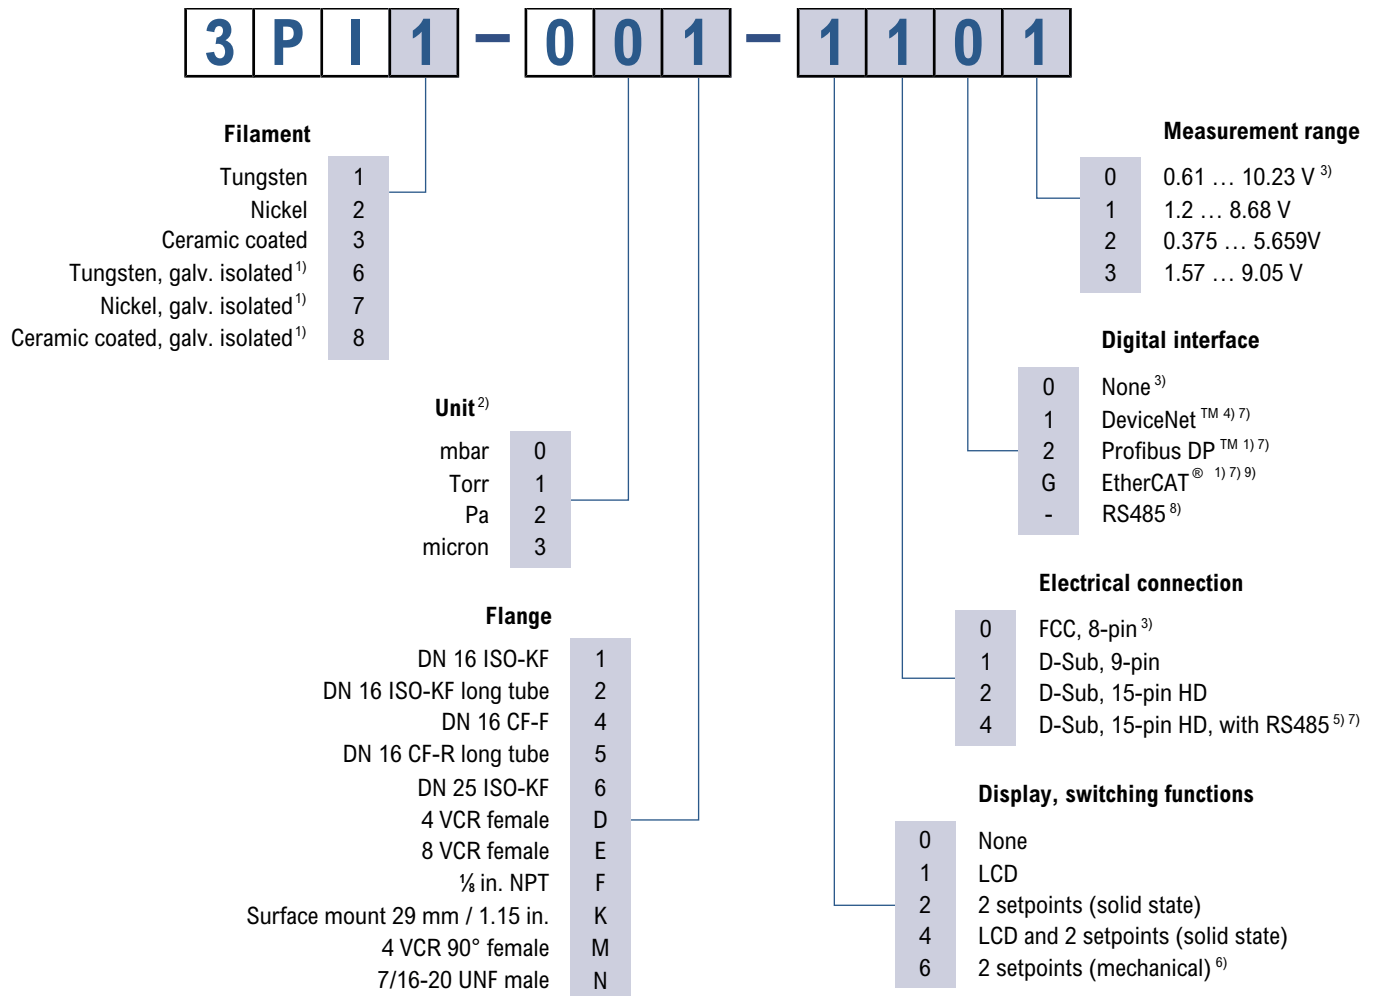 3PI1 – 001 – 1101
Filament
Tungsten 1
Nickel 2
Ceramic coated 3
Tungsten, galv. isolated 1) 6
Nickel, galv. isolated 1) 7
Ceramic coated, galv. isolated 1) 8
Unit 2)
mbar 0
Torr 1
Pa 2
micron 3
Flange
DN 16 ISO-KF 1
DN 16 ISO-KF long tube 2
DN 16 CF-F 4
DN 16 CF-R long tube 5
DN 25 ISO-KF 6
4 VCR female D
8 VCR female E
⅛ in. NPT F
Surface mount 29 mm / 1.15 in. K
4 VCR 90° female M
7/16-20 UNF male N
Measurement range
0 0.61 … 10.23 V 3)
1 1.2 … 8.68 V
2 0.375 … 5.659V
3 1.57 … 9.05 V
Digital interface
0 None 3)
1 DeviceNet TM 4) 7)
2 Profibus DP TM 1) 7)
G EtherCAT ® 1) 7) 9)
- RS485 8)
Electrical connection
0 FCC, 8-pin 3)
1 D-Sub, 9-pin
2 D-Sub, 15-pin HD
4 D-Sub, 15-pin HD, with RS485 5) 7)
Display, switching functions
0 None
1 LCD
2 2 setpoints (solid state)
4 LCD and 2 setpoints (solid state)
6 2 setpoints (mechanical) 6)